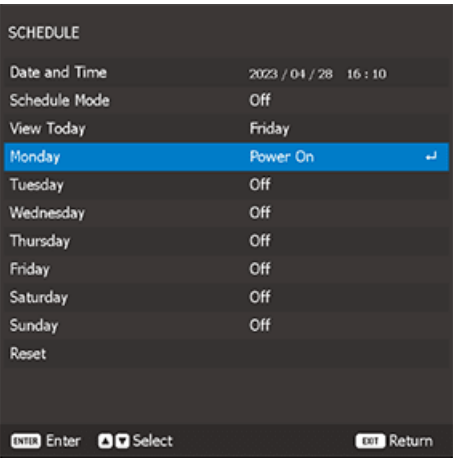 SCHEDULE
Date and Time 2023 / 04 / 28 16 : 10
Schedule Mode Off
View Today Friday
Monday Power On
Tuesday Off
Wednesday Off
Thursday Off
Friday Off
Saturday Off
Sunday Off
Reset
ENTER Enter Select EXIT Return